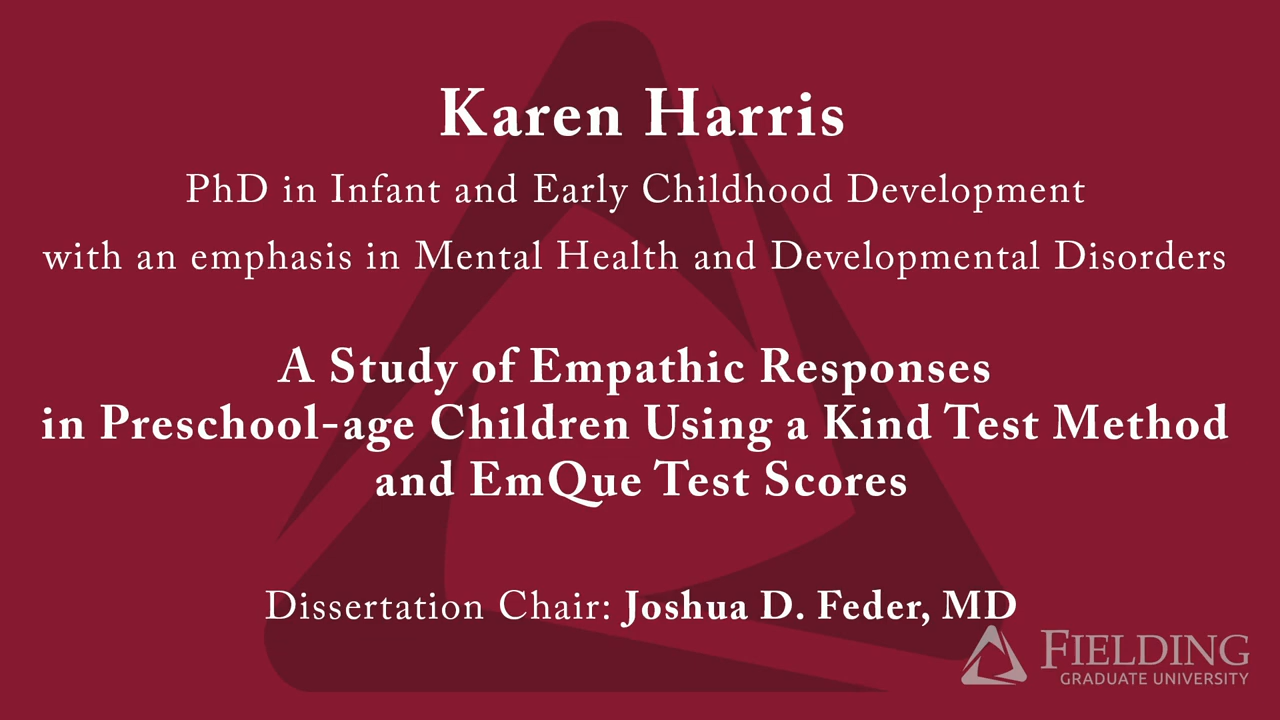 Karen Harris
PhD in Infant and Early Childhood Development
with an emphasis in Mental Health and Developmental Disorders
A Study of Empathic Responses
in Preschool-age Children Using a Kind Test Method
and EmQue Test Scores
Dissertation Chair: Joshua D. Feder, MD
FIELDING
GRADUATE UNIVERSITY